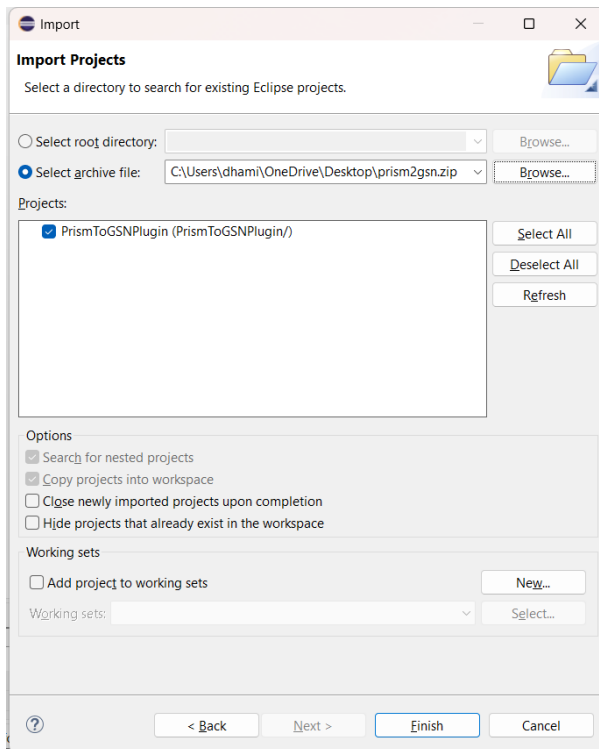 Import
Import Projects
Select a directory to search for existing Eclipse projects.
Select root directory:
Browse...
Select archive file:
C:\Users\dhami\OneDrive\Desktop\prism2gsn.zip
Browse...
Projects:
PrismToGSNPlugin (PrismToGSNPlugin/)
Select All
Deselect All
Refresh
Options
Search for nested projects
Copy projects into workspace
Close newly imported projects upon completion
Hide projects that already exist in the workspace
Working sets
Add project to working sets
New...
Working sets:
Select...
?
< Back
Next >
Finish
Cancel